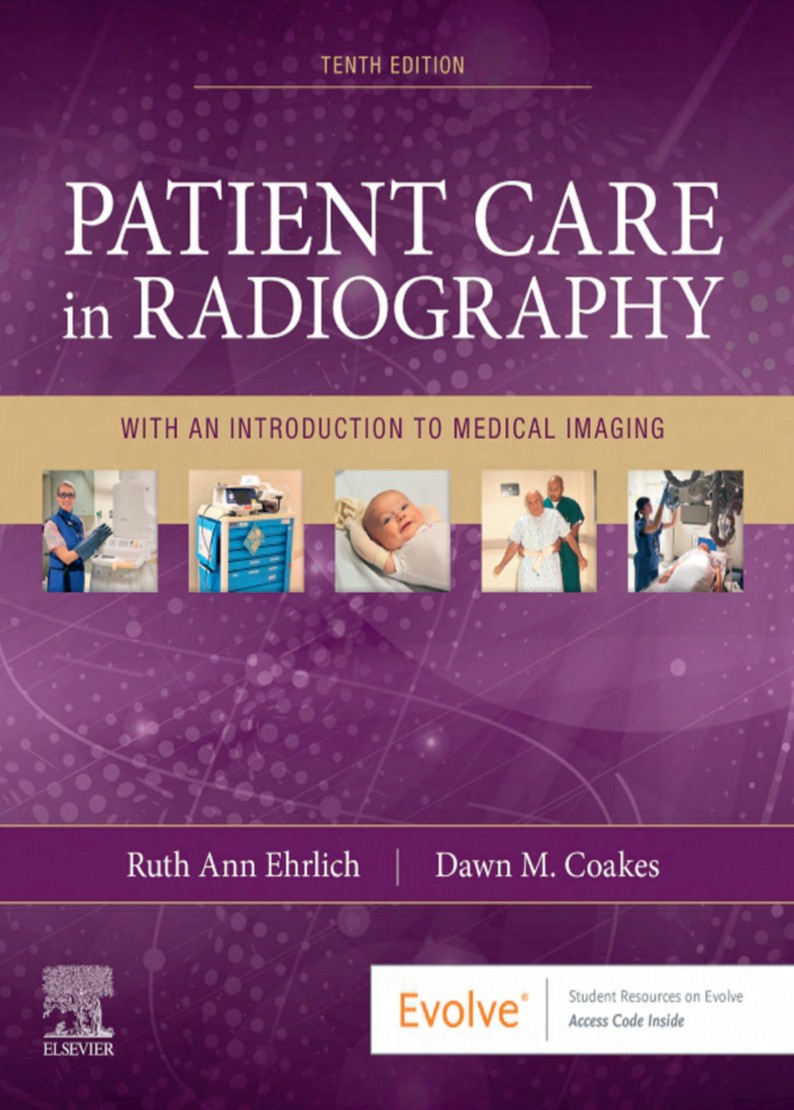 TENTH EDITION
PATIENT CARE
in RADIOGRAPHY
WITH AN INTRODUCTION TO MEDICAL IMAGING
Ruth Ann Ehrlich | Dawn M. Coakes
ELSEVIER
Evolve®
Student Resources on Evolve
Access Code Inside